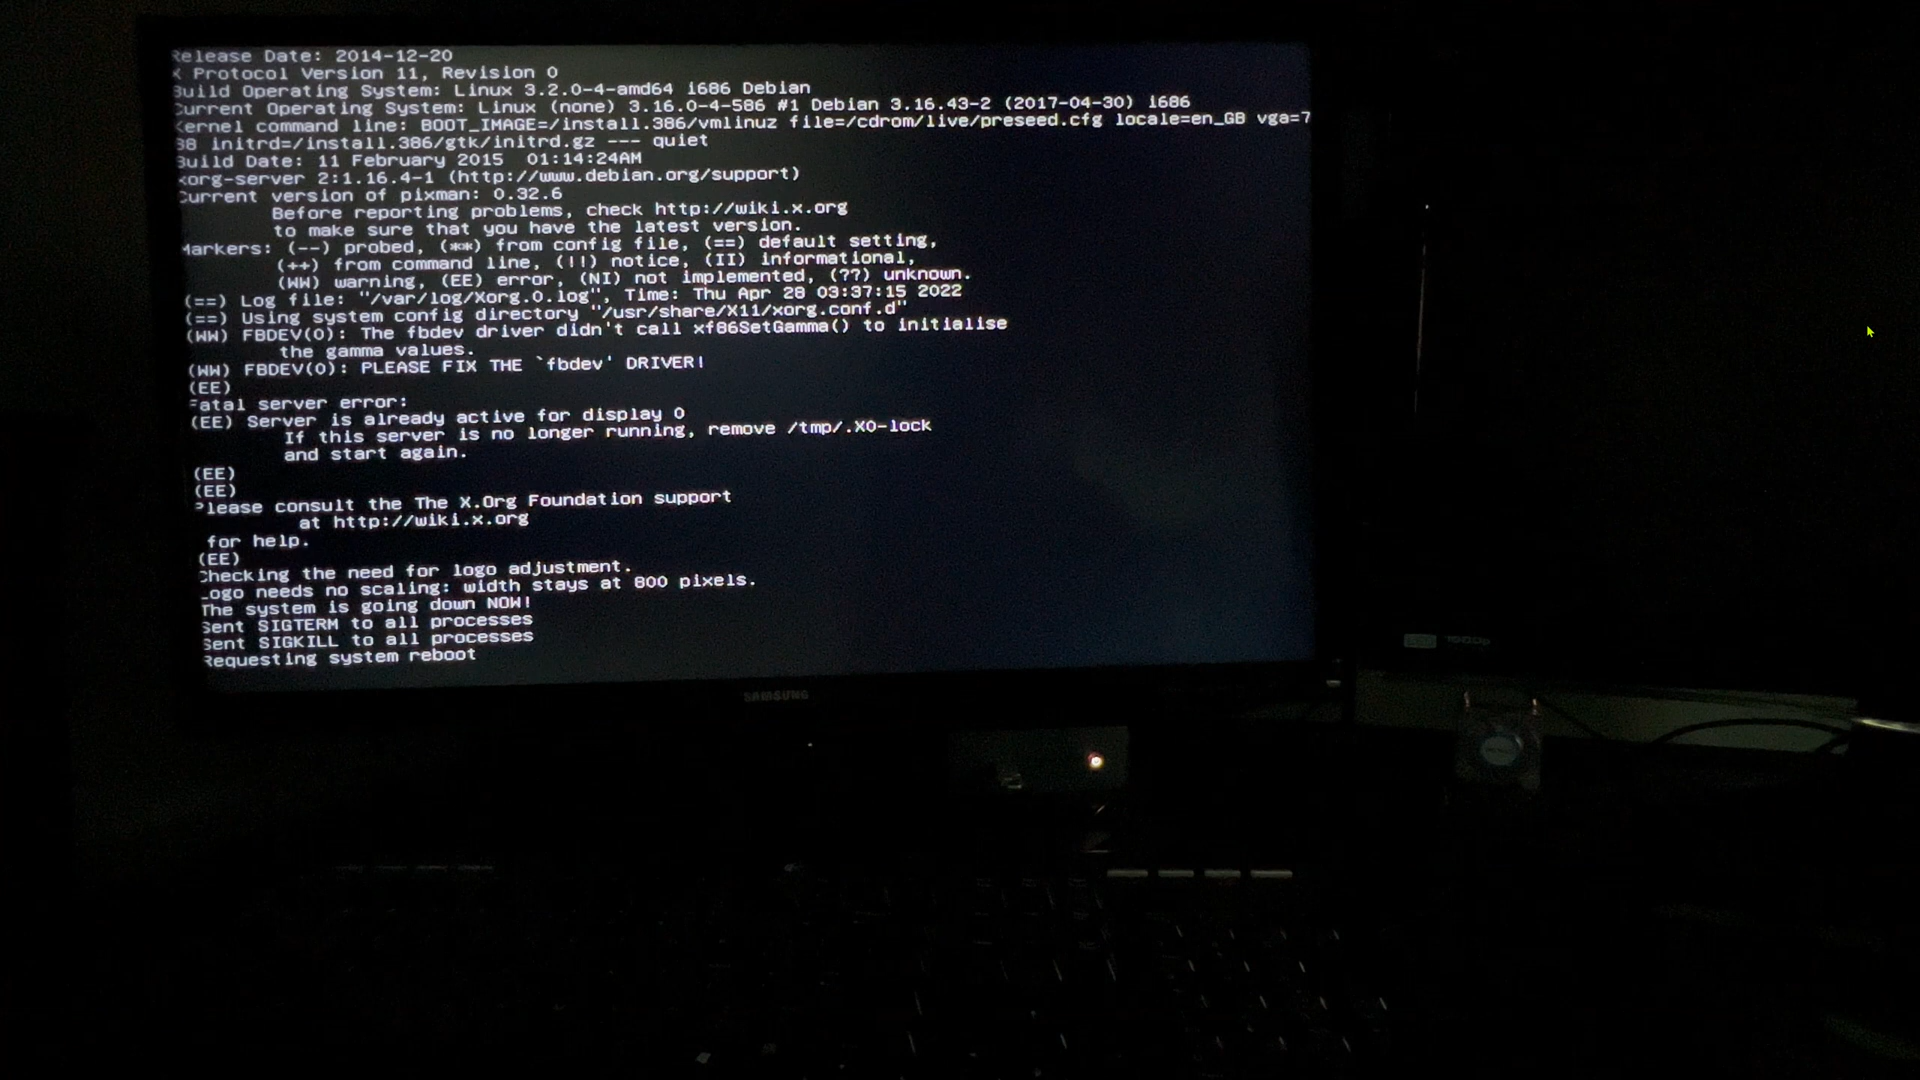 Release Date: 2014-12-20
X Protocol Version 11, Revision 0
Build Operating System: Linux 3.2.0-4-amd64 i686 Debian
Current Operating System: Linux (none) 3.16.0-4-586 #1 Debian 3.16.43-2 (2017-04-30) i686
Kernel command line: BOOT_IMAGE=/install.386/vmlinuz file=/cdrom/live/preseed.cfg locale=en_GB vga=7
88 initrd=/install.386/gtk/initrd.gz --- quiet
Build Date: 11 February 2015  01:14:24AM
xorg-server 2:1.16.4-1 (http://www.debian.org/support)
Current version of pixman: 0.32.6
Before reporting problems, check http://wiki.x.org
to make sure that you have the latest version.
Markers: (--) probed, (**) from config file, (==) default setting,
(++) from command line, (!!) notice, (II) informational,
(WW) warning, (EE) error, (NI) not implemented, (??) unknown.
(==) Log file: "/var/log/Xorg.0.log", Time: Thu Apr 28 03:37:15 2022
(==) Using system config directory "/usr/share/X11/xorg.conf.d"
(WW) FBDEV(0): The fbdev driver didn't call xf86SetGamma() to initialise
the gamma values.
(WW) FBDEV(0): PLEASE FIX THE `fbdev' DRIVER!
(EE)
Fatal server error:
(EE) Server is already active for display 0
If this server is no longer running, remove /tmp/.X0-lock
and start again.
(EE)
(EE)
Please consult the The X.Org Foundation support
at http://wiki.x.org
for help.
(EE)
Checking the need for logo adjustment.
Logo needs no scaling: width stays at 800 pixels.
The system is going down NOW!
Sent SIGTERM to all processes
Sent SIGKILL to all processes
Requesting system reboot
SAMSUNG